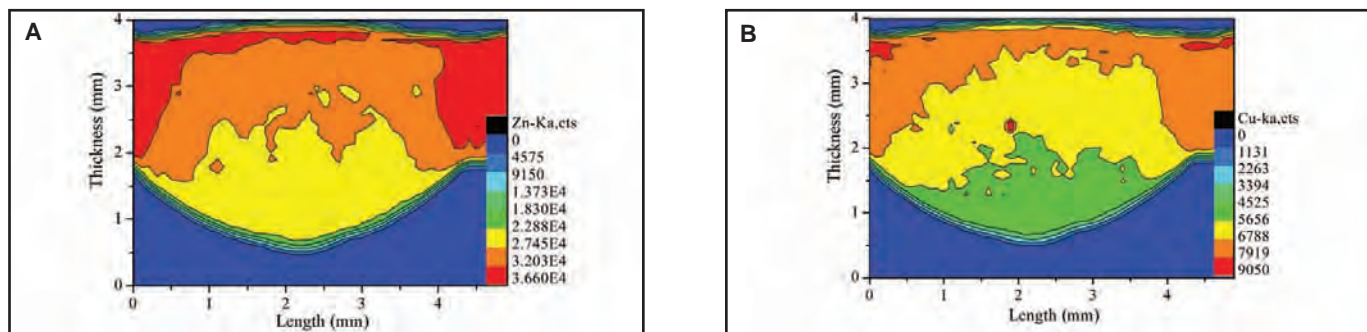 A
Thickness (mm)
4
3
2
1
0
0 1 2 3 4
Length (mm)
Zn-Ka,cts
0
4575
9150
1.373E4
1.830E4
2.288E4
2.745E4
3.203E4
3.660E4
B
Thickness (mm)
4
3
2
1
0
0 1 2 3 4
Length (mm)
Cu-ka,cts
0
1131
2263
3394
4525
5656
6788
7919
9050